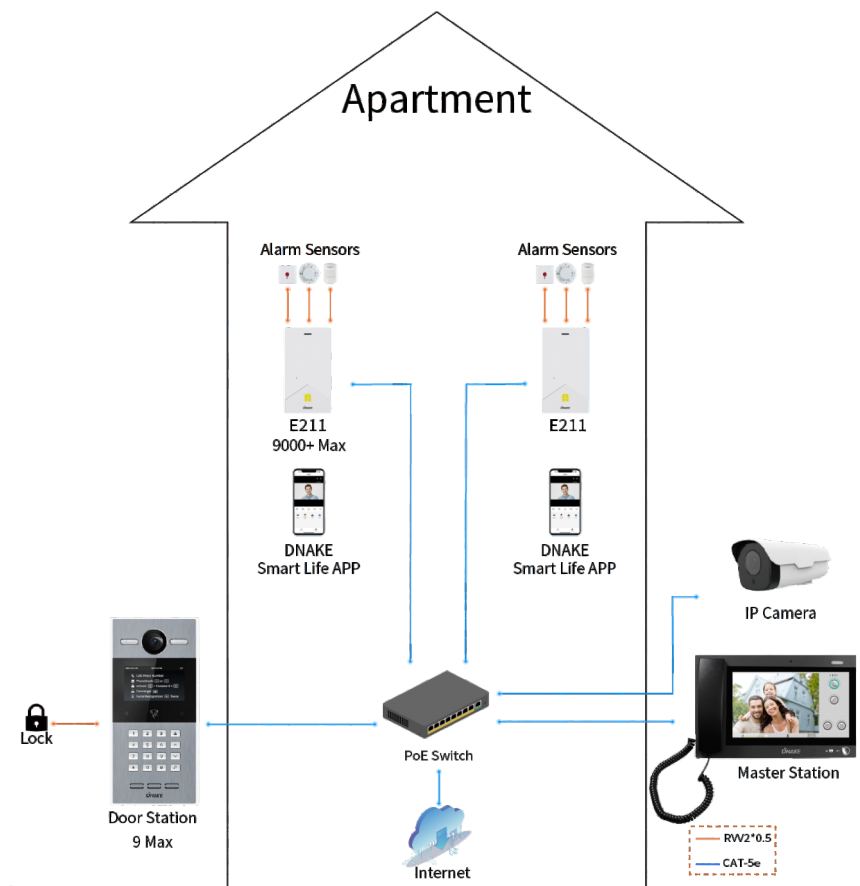 Apartment
Alarm Sensors
Alarm Sensors
E211
9000+ Max
E211
DNAKE
Smart Life APP
DNAKE
Smart Life APP
IP Camera
Lock
PoE Switch
DNAKE
Master Station
Door Station
9 Max
Internet
RVV2*0.5
CAT-5e